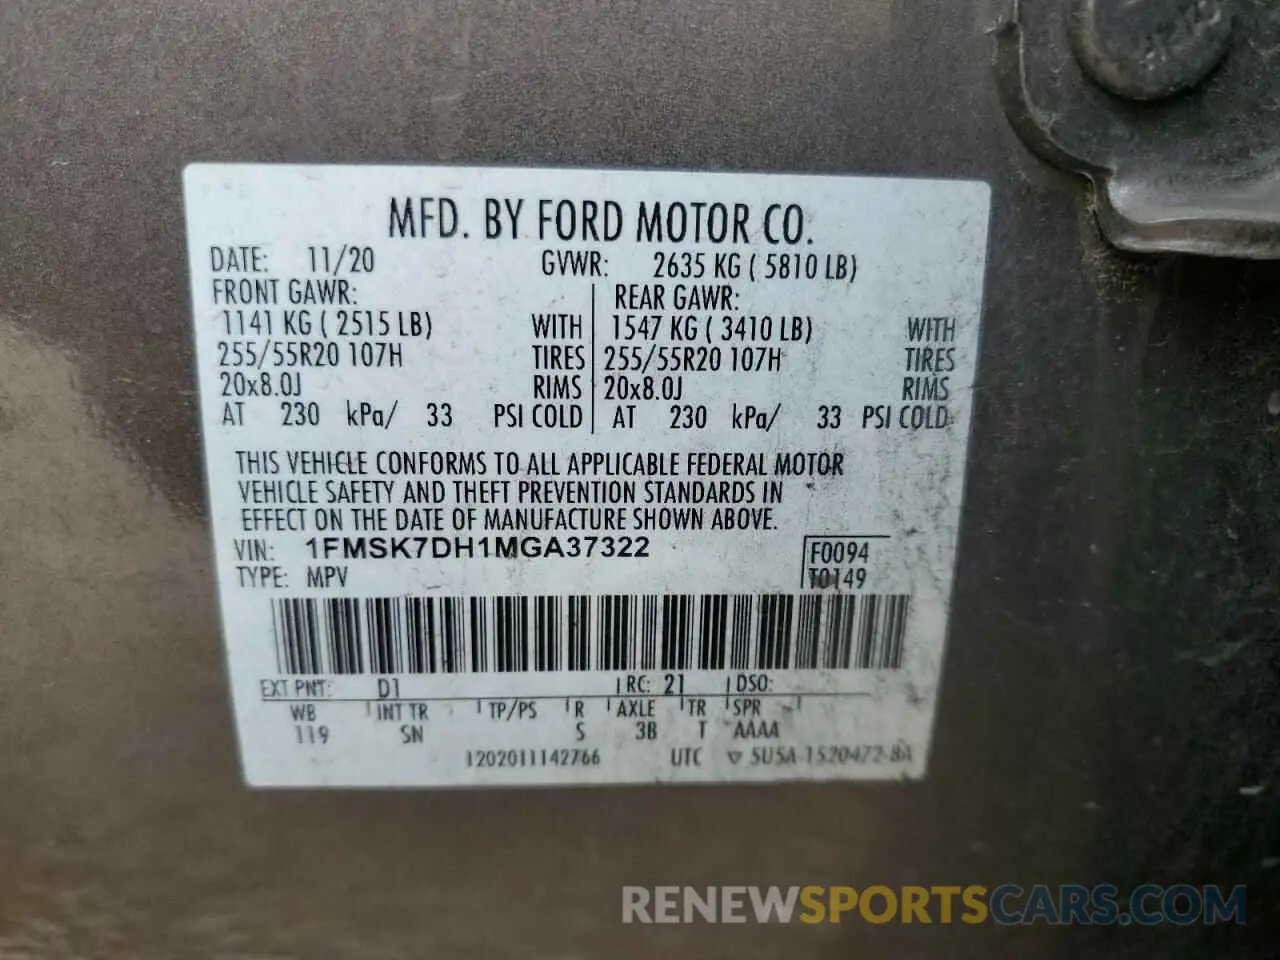 MFD. BY FORD MOTOR CO.
DATE: 11/20 GVWR: 2635 KG ( 5810 LB)
FRONT GAWR: REAR GAWR:
1141 KG ( 2515 LB) WITH 1547 KG ( 3410 LB) WITH
255/55R20 107H TIRES 255/55R20 107H TIRES
20x8.0J RIMS 20x8.0J RIMS
AT 230 kPa/ 33 PSI COLD AT 230 kPa/ 33 PSI COLD
THIS VEHICLE CONFORMS TO ALL APPLICABLE FEDERAL MOTOR
VEHICLE SAFETY AND THEFT PREVENTION STANDARDS IN
EFFECT ON THE DATE OF MANUFACTURE SHOWN ABOVE.
VIN: 1FMSK7DH1MGA37322 F0094
TYPE: MPV T0149
EXT PNT: D1 RC: 21 DSO:
WB INT TR TP/PS R AXLE TR SPR
119 SN S 3B T AAAA
1202011142766 UTC ▽ 5U5A-1520472-BA
RENEWSPORTSCARS.COM